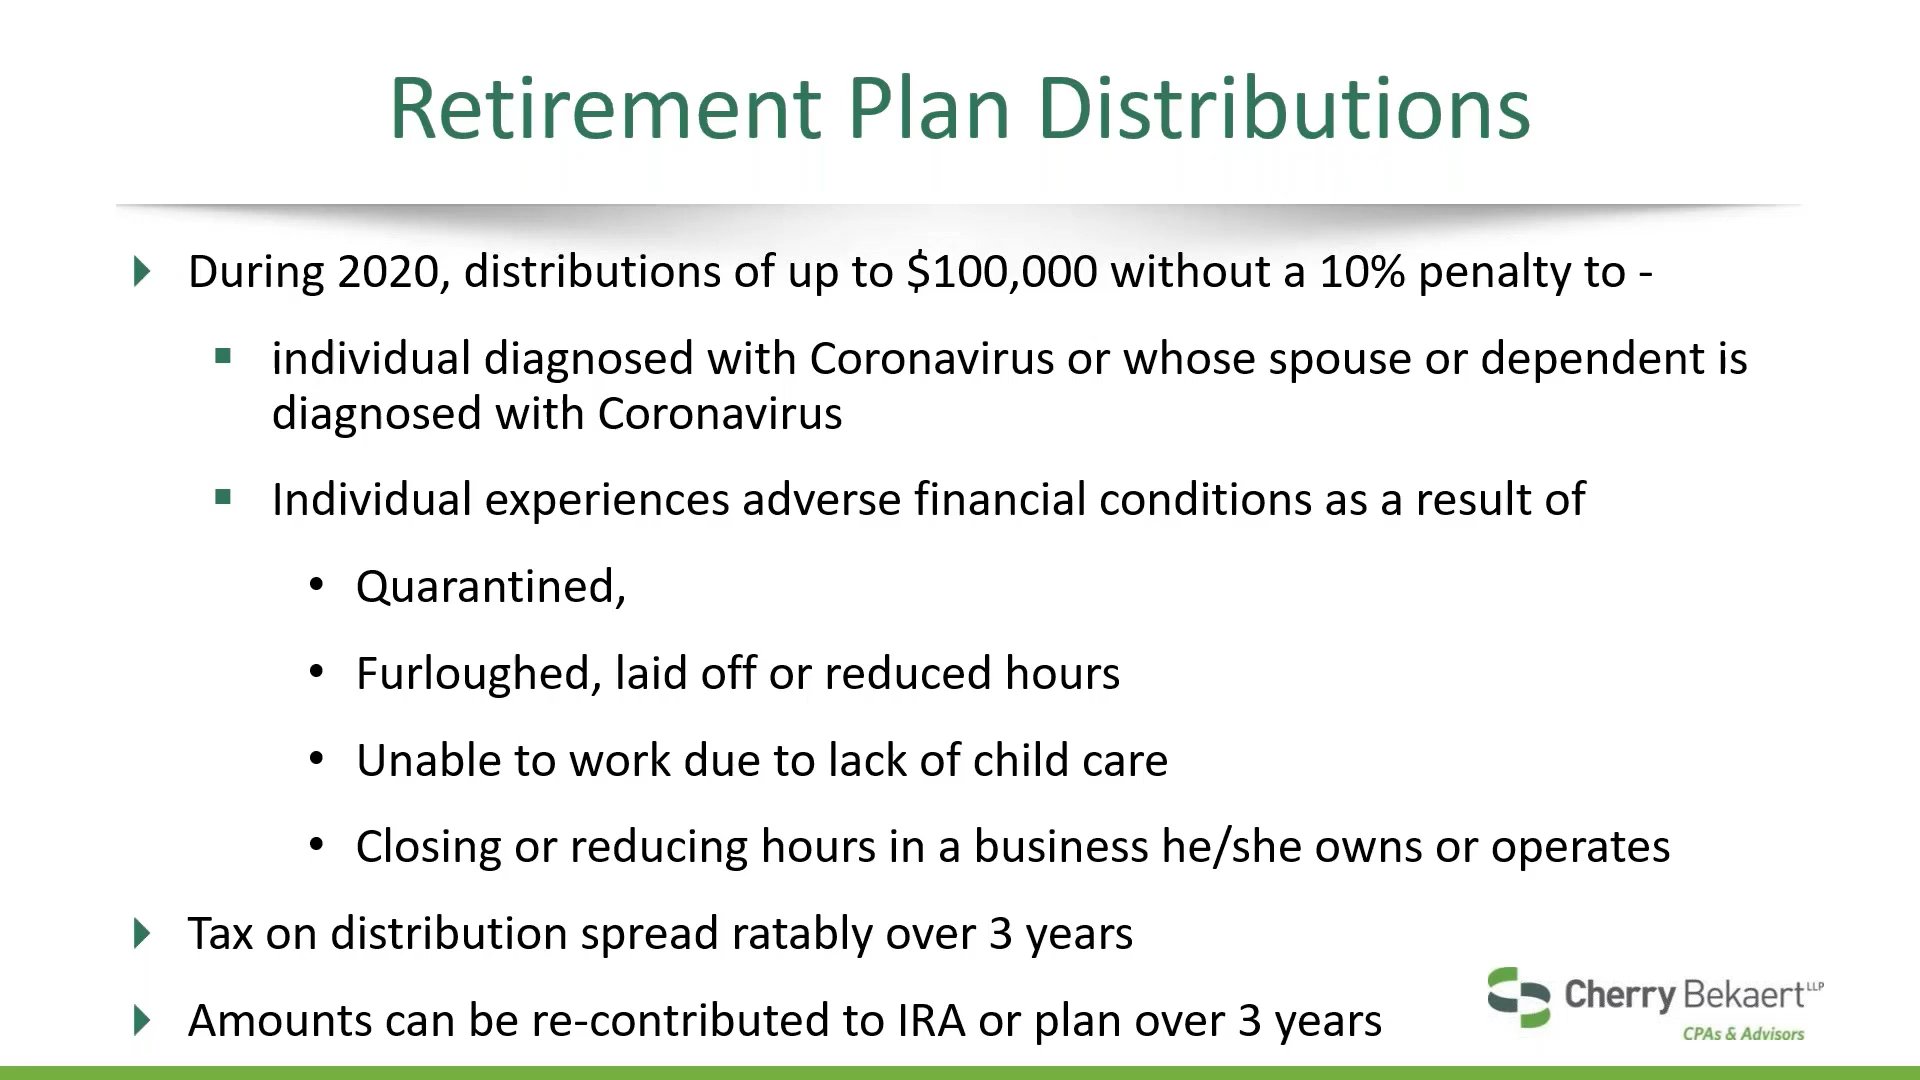 Retirement Plan Distributions
During 2020, distributions of up to $100,000 without a 10% penalty to -
individual diagnosed with Coronavirus or whose spouse or dependent is
diagnosed with Coronavirus
Individual experiences adverse financial conditions as a result of
• Quarantined,
• Furloughed, laid off or reduced hours
• Unable to work due to lack of child care
• Closing or reducing hours in a business he/she owns or operates
Tax on distribution spread ratably over 3 years
Amounts can be re-contributed to IRA or plan over 3 years
Cherry Bekaert LLP
CPAs & Advisors